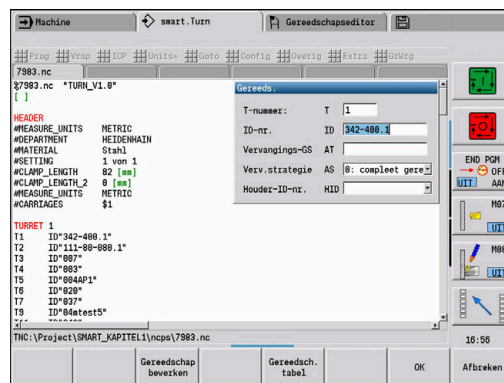 Machine
smart.Turn
Gereedschapseditor
Prog
Vrsp
ICP
Units»
Goto
Config
Overig
Extra
GrWrg
7983.nc
%7983.nc "TURN_V1.0"
[ ]
HEADER
#MEASURE_UNITS METRIC
#DEPARTMENT HEIDENHAIN
#MATERIAL Stahl
#SETTING 1 von 1
#CLAMP_LENGTH 82 [mm]
#CLAMP_LENGTH_2 0 [mm]
#MEASURE_UNITS METRIC
#CARRIAGES $1
TURRET 1
T1 ID"342-400.1"
T2 ID"111-80-080.1"
T3 ID"007"
T4 ID"003"
T5 ID"004AP1"
T6 ID"020"
T7 ID"037"
T9 ID"04mtest5"
Gereeds.
T-nummer: T 1
ID-nr. ID 342-400.1
Vervangings-GS AT
Verv.strategie AS 0: compleet gere
Houder-ID-nr. HID
END PGM
OFF
UIT AAN
M07
UIT
M08
UIT
TNC:\Project\SMART_KAPITEL1\ncps\7983.nc
16:56
Gereedschap
bewerken
Gereedsch.
tabel
OK
Afbreken